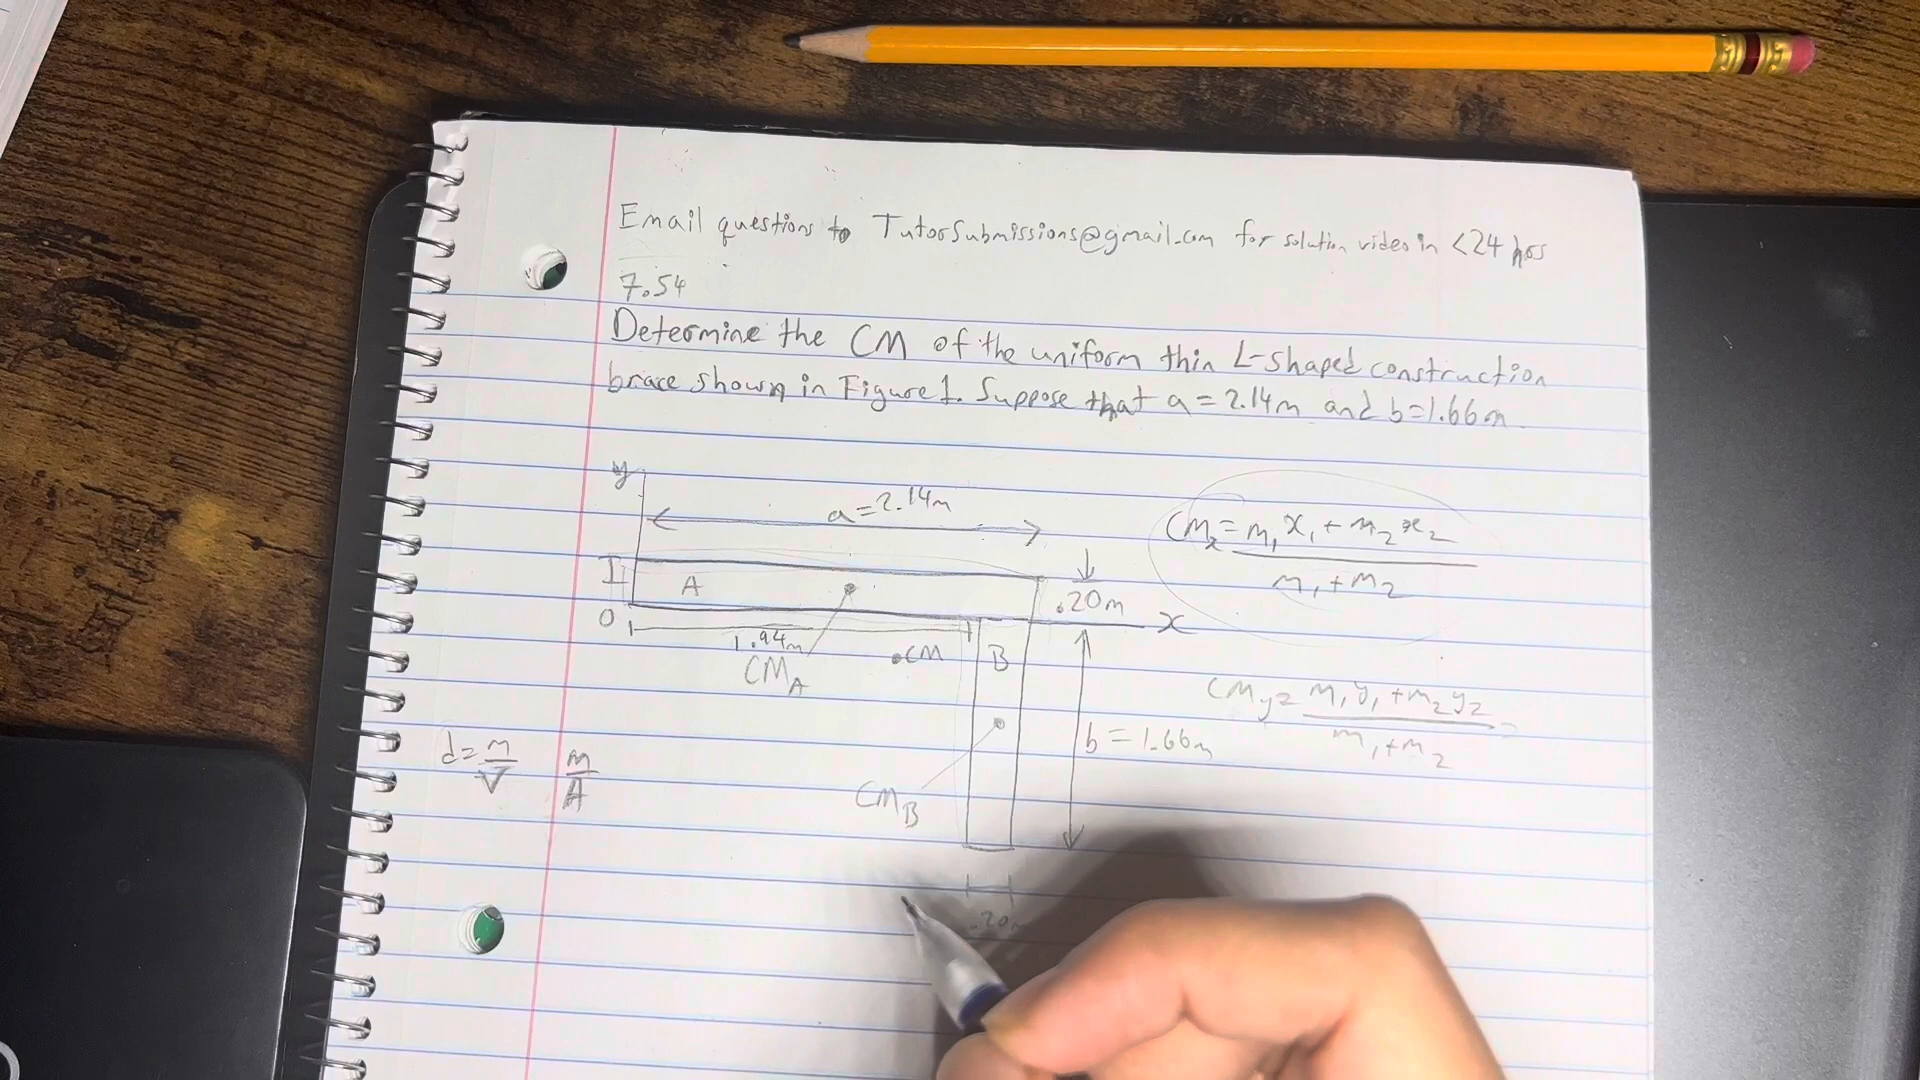 Email questions to TutorSubmissions@gmail.com for solution video in <24 hrs
7.54
Determine the CM of the uniform thin L-shaped construction
brace shown in Figure 1. Suppose that a = 2.14m and b=1.66m
y
a=2.14m
CMx = m1x1 + m2x2
m1 + m2
A
.20m
O
x
1.94m
.CM
B
CMA
CMy= m1y1 + m2y2
m1+m2
b = 1.66m
d= m
V
m
A
CMB
.20m